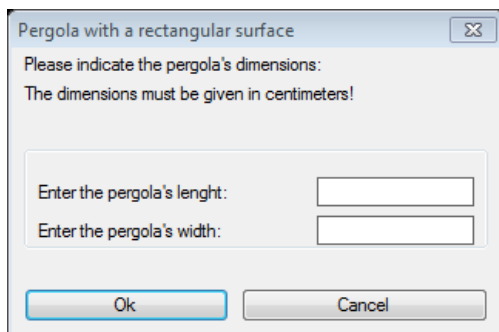 Pergola with a rectangular surface
Please indicate the pergola's dimensions:
The dimensions must be given in centimeters!
Enter the pergola's lenght:
Enter the pergola's width:
Ok Cancel